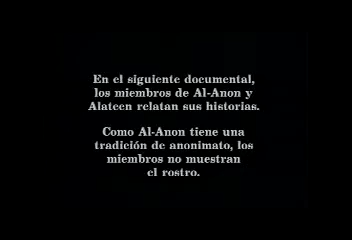 En el siguiente documental,
los miembros de Al-Anon y
Alateen relatan sus historias.
Como Al-Anon tiene una
tradición de anonimato, los
miembros no muestran
el rostro.